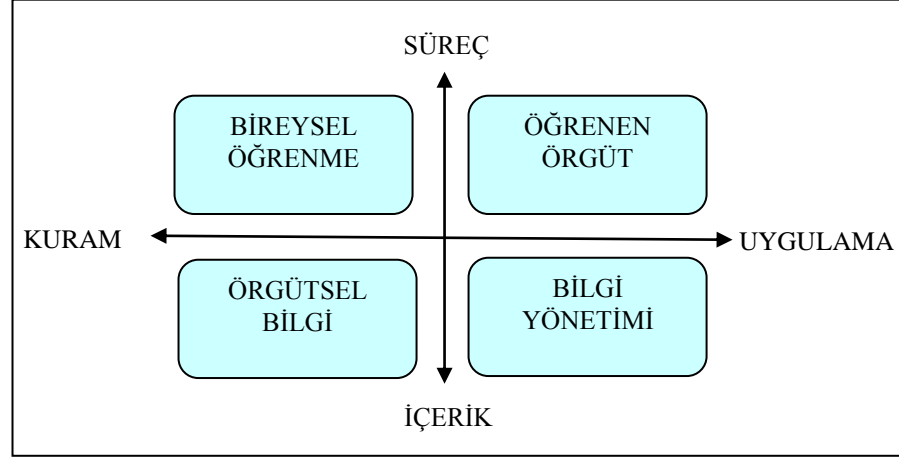 SÜREÇ
BİREYSEL
ÖĞRENME
ÖĞRENEN
ÖRGÜT
KURAM
UYGULAMA
ÖRGÜTSEL
BİLGİ
BİLGİ
YÖNETİMİ
İÇERİK